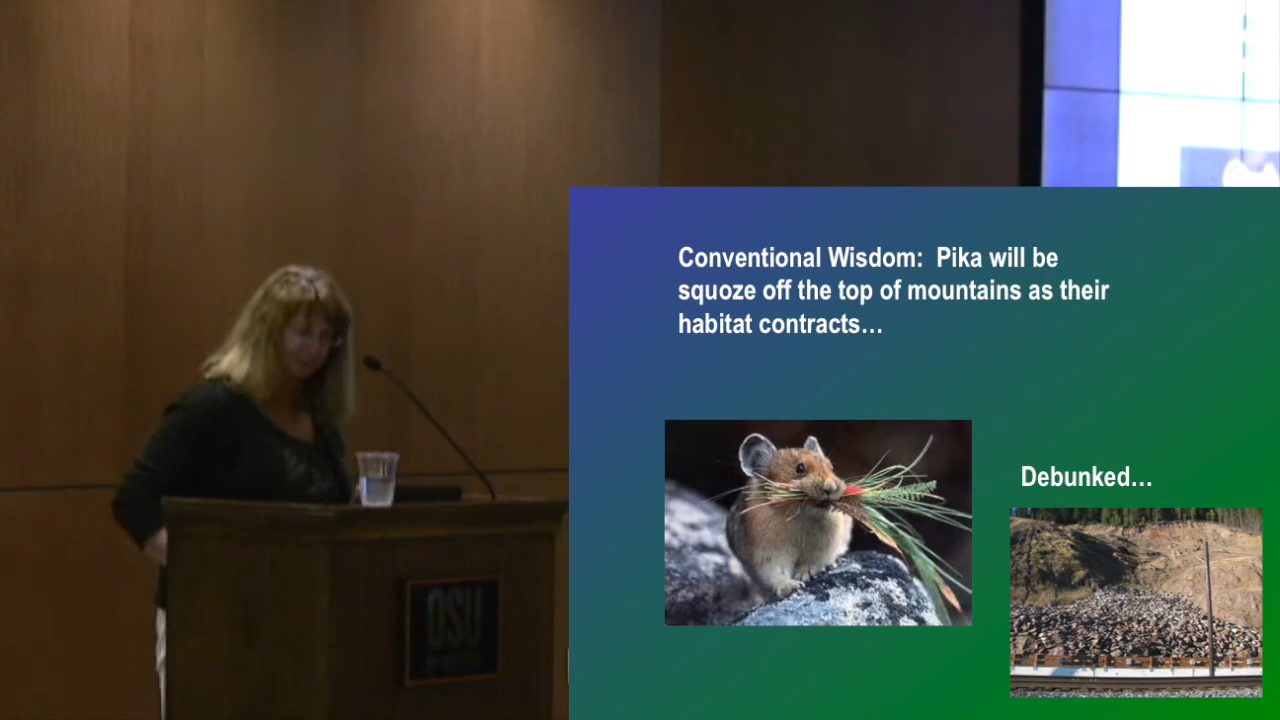 Conventional Wisdom:  Pika will be
squoze off the top of mountains as their
habitat contracts…
Debunked…
OSU